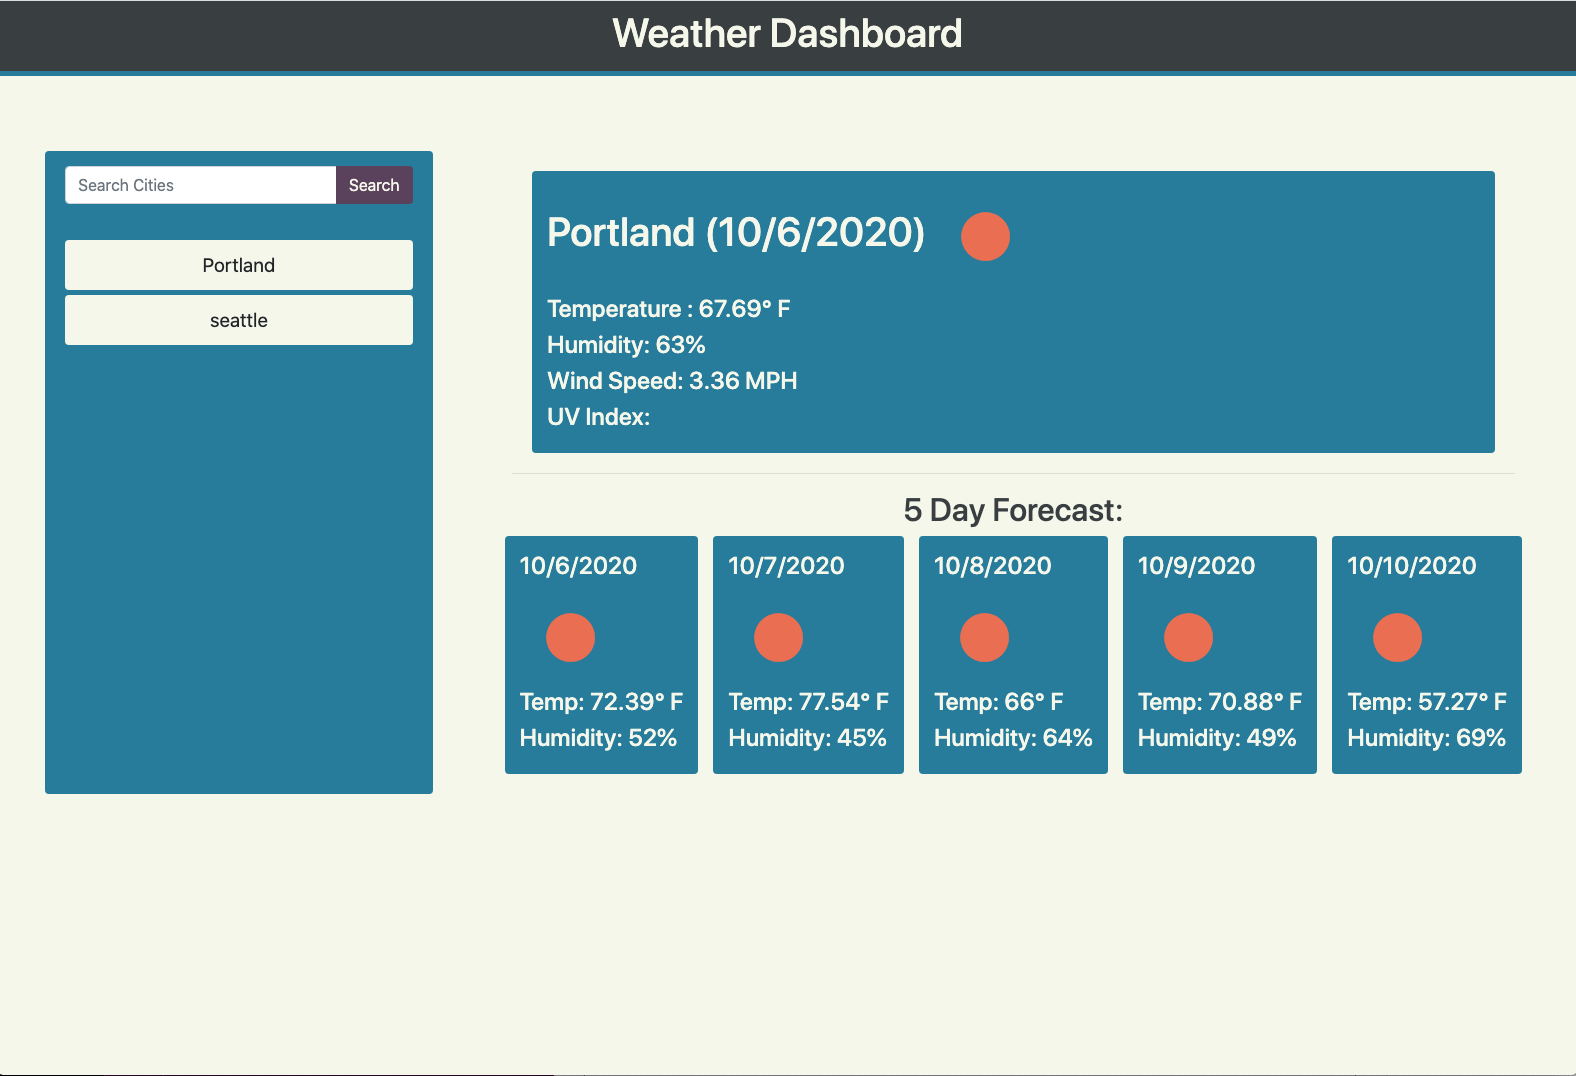 Weather Dashboard
Search Cities
Search
Portland
seattle
Portland (10/6/2020)
Temperature : 67.69° F
Humidity: 63%
Wind Speed: 3.36 MPH
UV Index:
5 Day Forecast:
10/6/2020
Temp: 72.39° F
Humidity: 52%
10/7/2020
Temp: 77.54° F
Humidity: 45%
10/8/2020
Temp: 66° F
Humidity: 64%
10/9/2020
Temp: 70.88° F
Humidity: 49%
10/10/2020
Temp: 57.27° F
Humidity: 69%